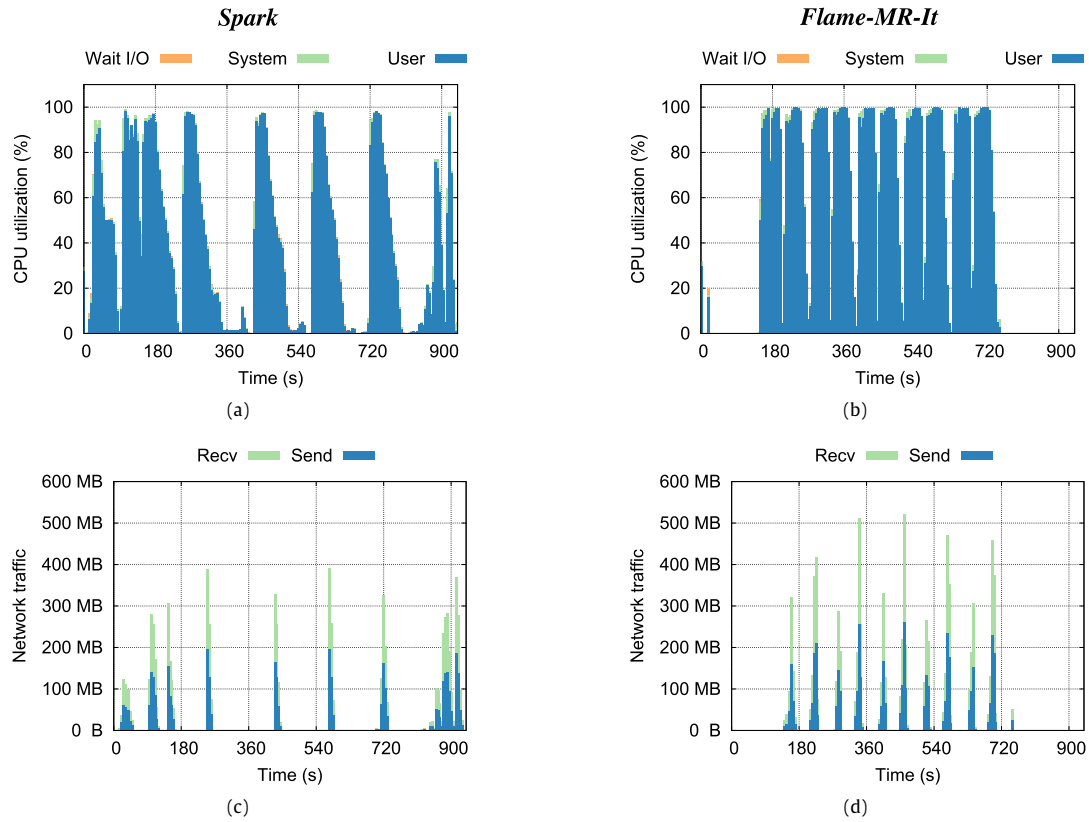 Spark
Flame-MR-It
Wait I/O System User
Wait I/O System User
CPU utilization (%)
100
80
60
40
20
0
0 180 360 540 720 900
Time (s)
(a)
CPU utilization (%)
100
80
60
40
20
0
0 180 360 540 720 900
Time (s)
(b)
Recv Send
Network traffic
600 MB
500 MB
400 MB
300 MB
200 MB
100 MB
0 B
0 180 360 540 720 900
Time (s)
(c)
Recv Send
Network traffic
600 MB
500 MB
400 MB
300 MB
200 MB
100 MB
0 B
0 180 360 540 720 900
Time (s)
(d)